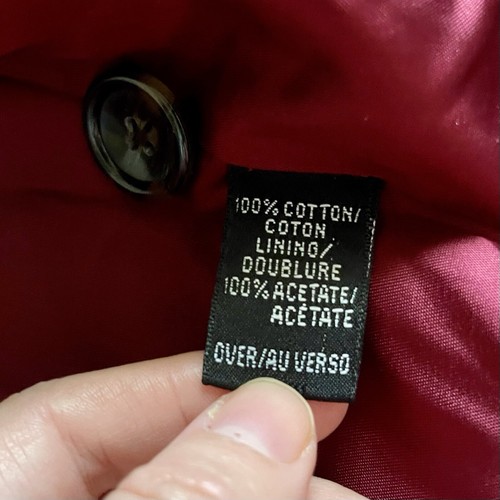 100% COTTON/
COTON
LINING/
DOUBLURE
100% ACETATE/
ACÉTATE
OVER/AU VERSO